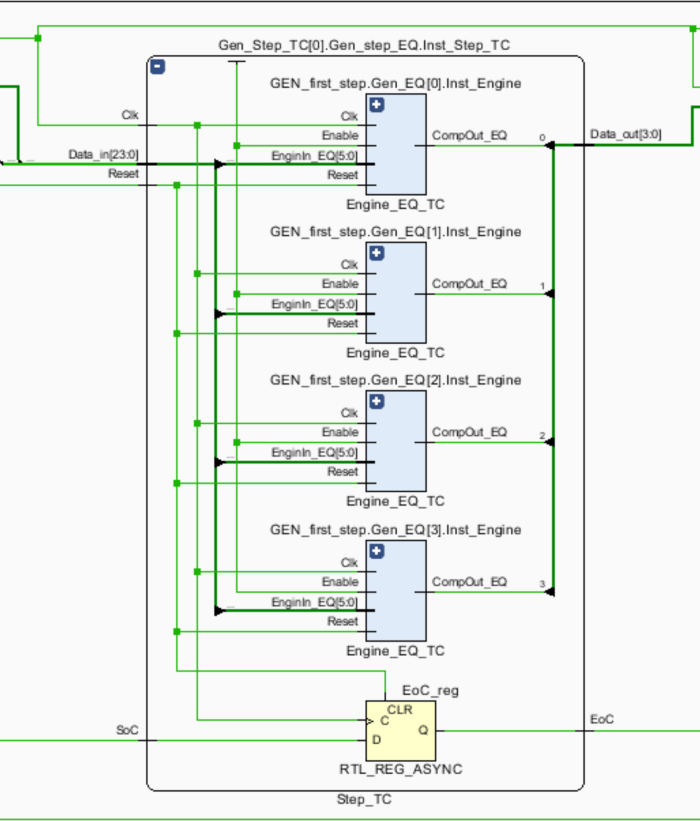 Gen_Step_TC[0].Gen_step_EQ.Inst_Step_TC
GEN_first_step.Gen_EQ[0].Inst_Engine
Clk
Clk
Enable
CompOut_EQ
0
Data_out[3:0]
Data_in[23:0]
EnginIn_EQ[5:0]
Reset
Reset
Engine_EQ_TC
GEN_first_step.Gen_EQ[1].Inst_Engine
Clk
Enable
CompOut_EQ
1
EnginIn_EQ[5:0]
Reset
Engine_EQ_TC
GEN_first_step.Gen_EQ[2].Inst_Engine
Clk
Enable
CompOut_EQ
2
EnginIn_EQ[5:0]
Reset
Engine_EQ_TC
GEN_first_step.Gen_EQ[3].Inst_Engine
Clk
Enable
CompOut_EQ
3
EnginIn_EQ[5:0]
Reset
Engine_EQ_TC
EoC_reg
CLR
C
Q
D
SoC
EoC
RTL_REG_ASYNC
Step_TC